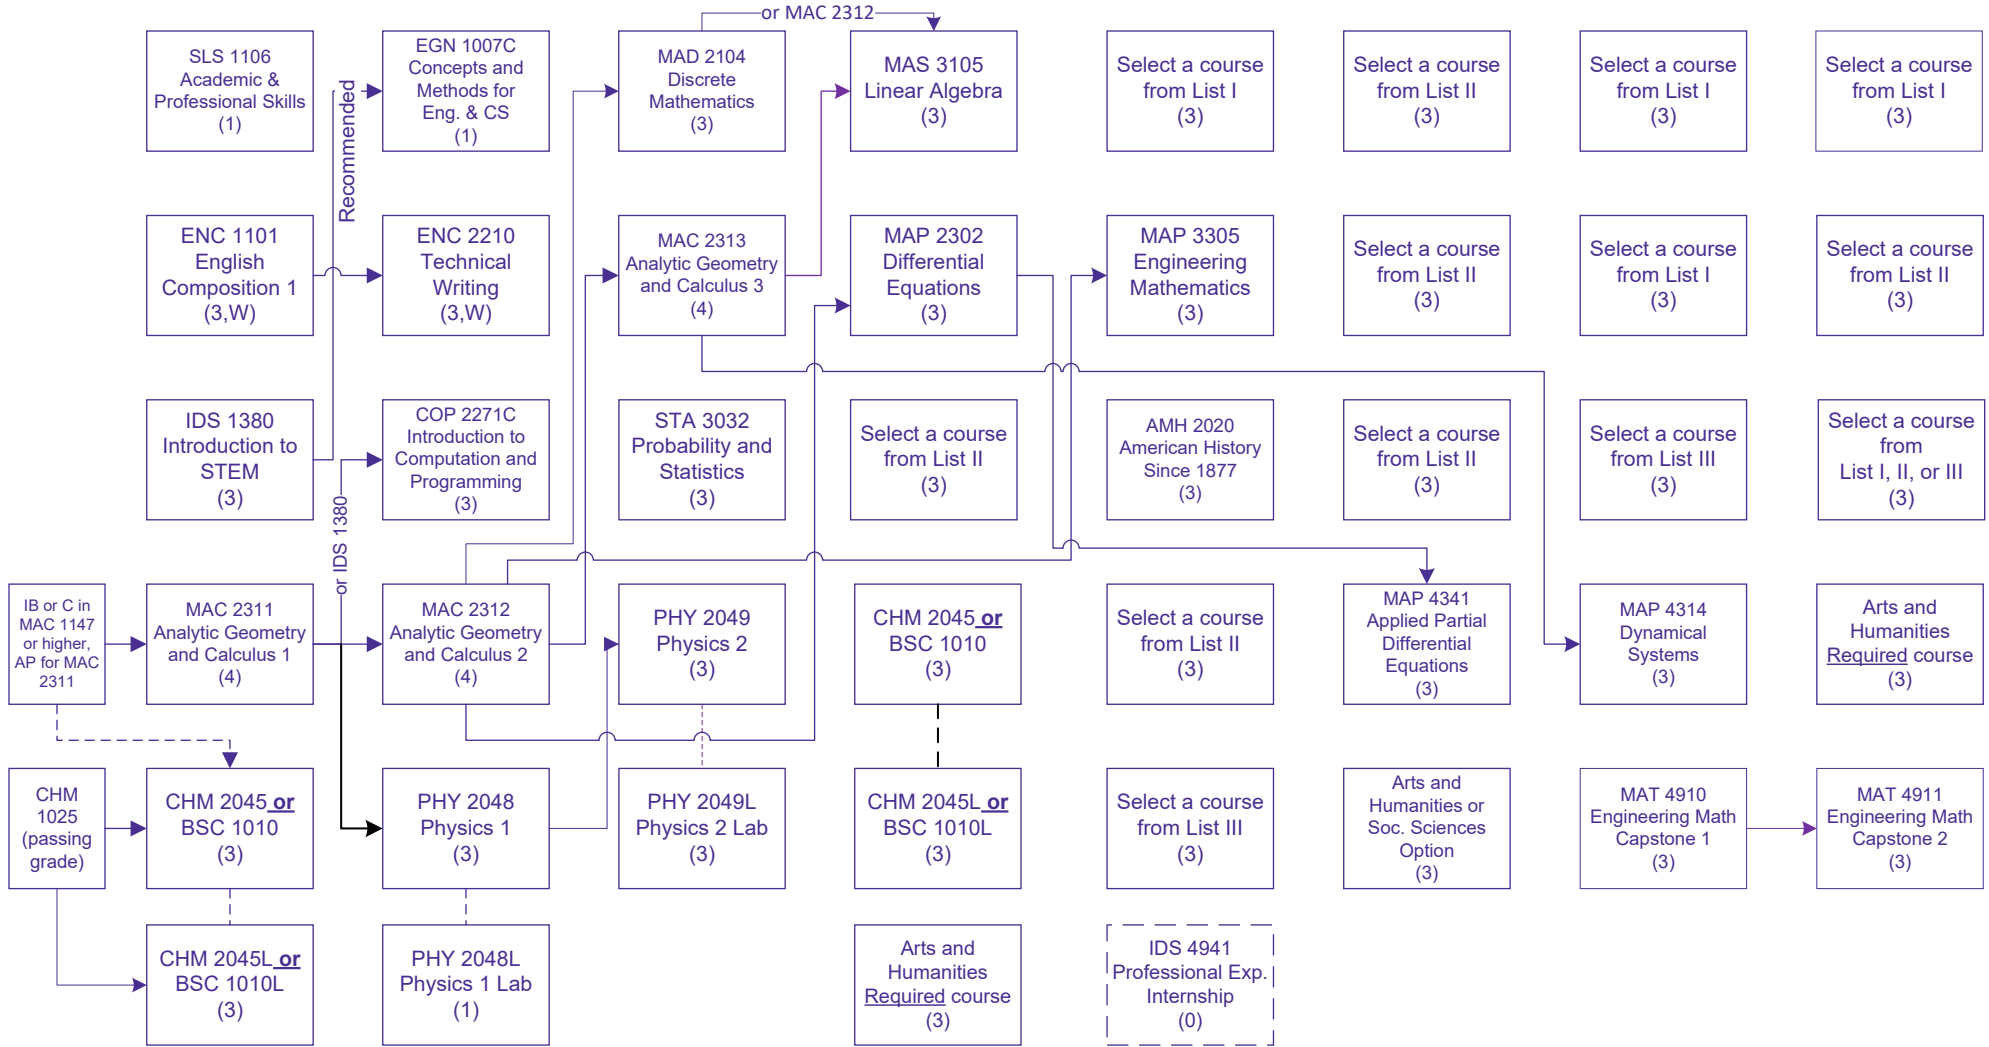 or MAC 2312
SLS 1106
Academic &
Professional Skills
(1)
EGN 1007C
Concepts and
Methods for
Eng. & CS
(1)
MAD 2104
Discrete
Mathematics
(3)
MAS 3105
Linear Algebra
(3)
Select a course
from List I
(3)
Select a course
from List II
(3)
Select a course
from List I
(3)
Select a course
from List I
(3)
Recommended
ENC 1101
English
Composition 1
(3,W)
ENC 2210
Technical
Writing
(3,W)
MAC 2313
Analytic Geometry
and Calculus 3
(4)
MAP 2302
Differential
Equations
(3)
MAP 3305
Engineering
Mathematics
(3)
Select a course
from List II
(3)
Select a course
from List I
(3)
Select a course
from List II
(3)
IDS 1380
Introduction to
STEM
(3)
COP 2271C
Introduction to
Computation and
Programming
(3)
STA 3032
Probability and
Statistics
(3)
Select a course
from List II
(3)
AMH 2020
American History
Since 1877
(3)
Select a course
from List II
(3)
Select a course
from List III
(3)
Select a course
from
List I, II, or III
(3)
or IDS 1380
IB or C in
MAC 1147
or higher,
AP for MAC
2311
MAC 2311
Analytic Geometry
and Calculus 1
(4)
MAC 2312
Analytic Geometry
and Calculus 2
(4)
PHY 2049
Physics 2
(3)
CHM 2045 or
BSC 1010
(3)
Select a course
from List II
(3)
MAP 4341
Applied Partial
Differential
Equations
(3)
MAP 4314
Dynamical
Systems
(3)
Arts and
Humanities
Required course
(3)
CHM
1025
(passing
grade)
CHM 2045 or
BSC 1010
(3)
PHY 2048
Physics 1
(3)
PHY 2049L
Physics 2 Lab
(3)
CHM 2045L or
BSC 1010L
(3)
Select a course
from List III
(3)
Arts and
Humanities or
Soc. Sciences
Option
(3)
MAT 4910
Engineering Math
Capstone 1
(3)
MAT 4911
Engineering Math
Capstone 2
(3)
CHM 2045L or
BSC 1010L
(3)
PHY 2048L
Physics 1 Lab
(1)
Arts and
Humanities
Required course
(3)
IDS 4941
Professional Exp.
Internship
(0)